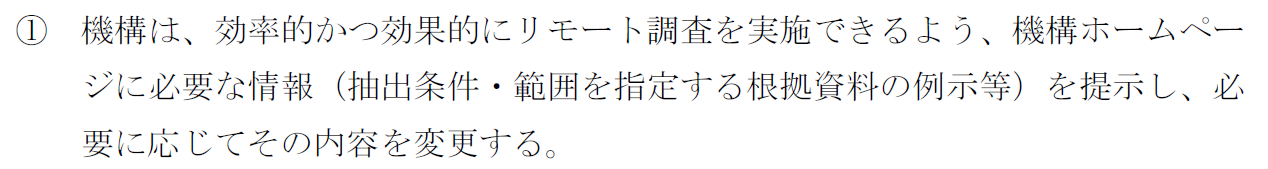 ① 機構は、効率的かつ効果的にリモート調査を実施できるよう、機構ホームペー
ジに必要な情報（抽出条件・範囲を指定する根拠資料の例示等）を提示し、必
要に応じてその内容を変更する。